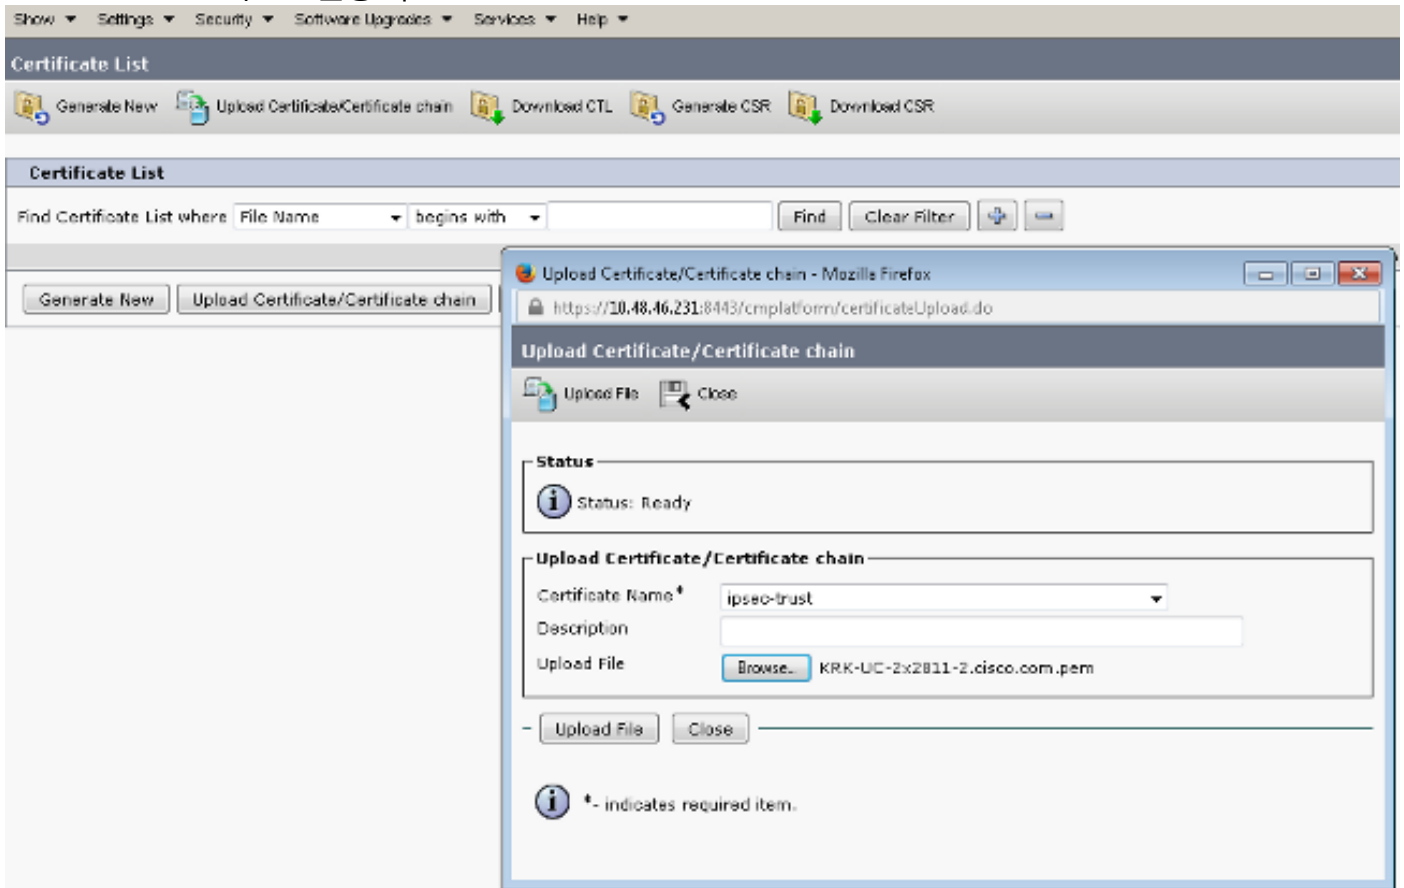 Show Settings Security Software Upgrades Services Help
Certificate List
Generate New Upload Certificate/Certificate chain Download CTL Generate CSR Download CSR
Certificate List
Find Certificate List where File Name begins with Find Clear Filter
Generate New Upload Certificate/Certificate chain
Upload Certificate/Certificate chain - Mozilla Firefox
https://10.48.46.231:8443/cmplatform/certificateUpload.do
Upload Certificate/Certificate chain
Upload File Close
Status
Status: Ready
Upload Certificate/Certificate chain
Certificate Name* ipsec-trust
Description
Upload File Browse... KRK-UC-2x2811-2.cisco.com.pem
Upload File Close
*- indicates required item.